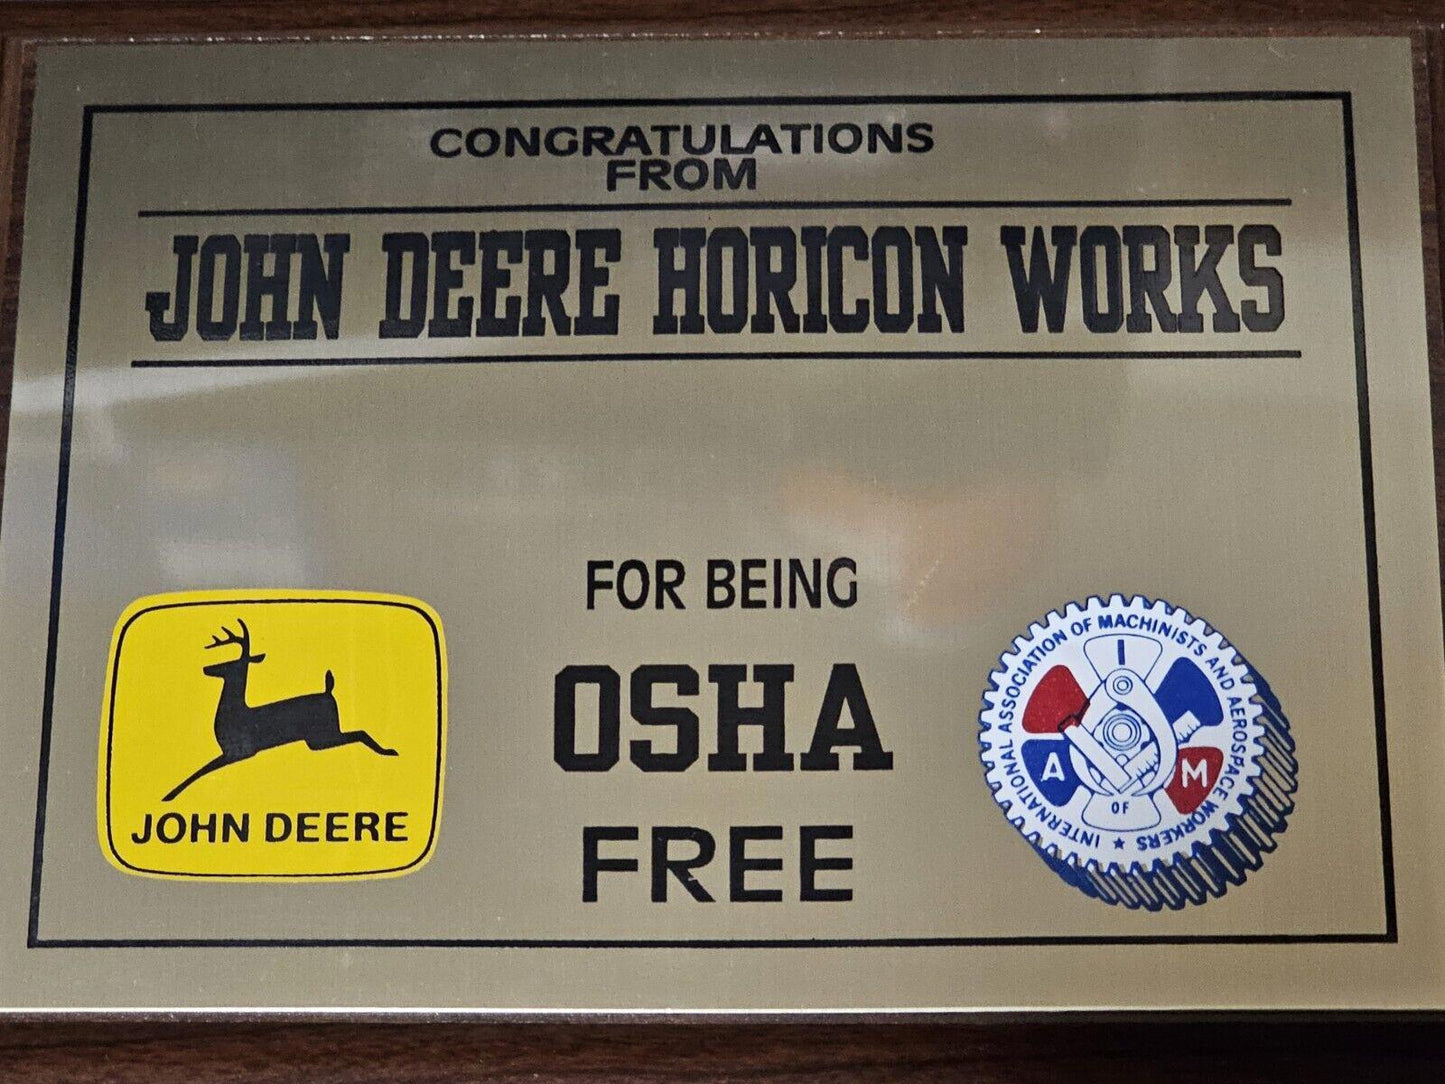 CONGRATULATIONS
FROM
JOHN DEERE HORICON WORKS
FOR BEING
OSHA
FREE
JOHN DEERE
INTERNATIONAL ASSOCIATION OF MACHINISTS AND AEROSPACE WORKERS ★
I
A M
OF